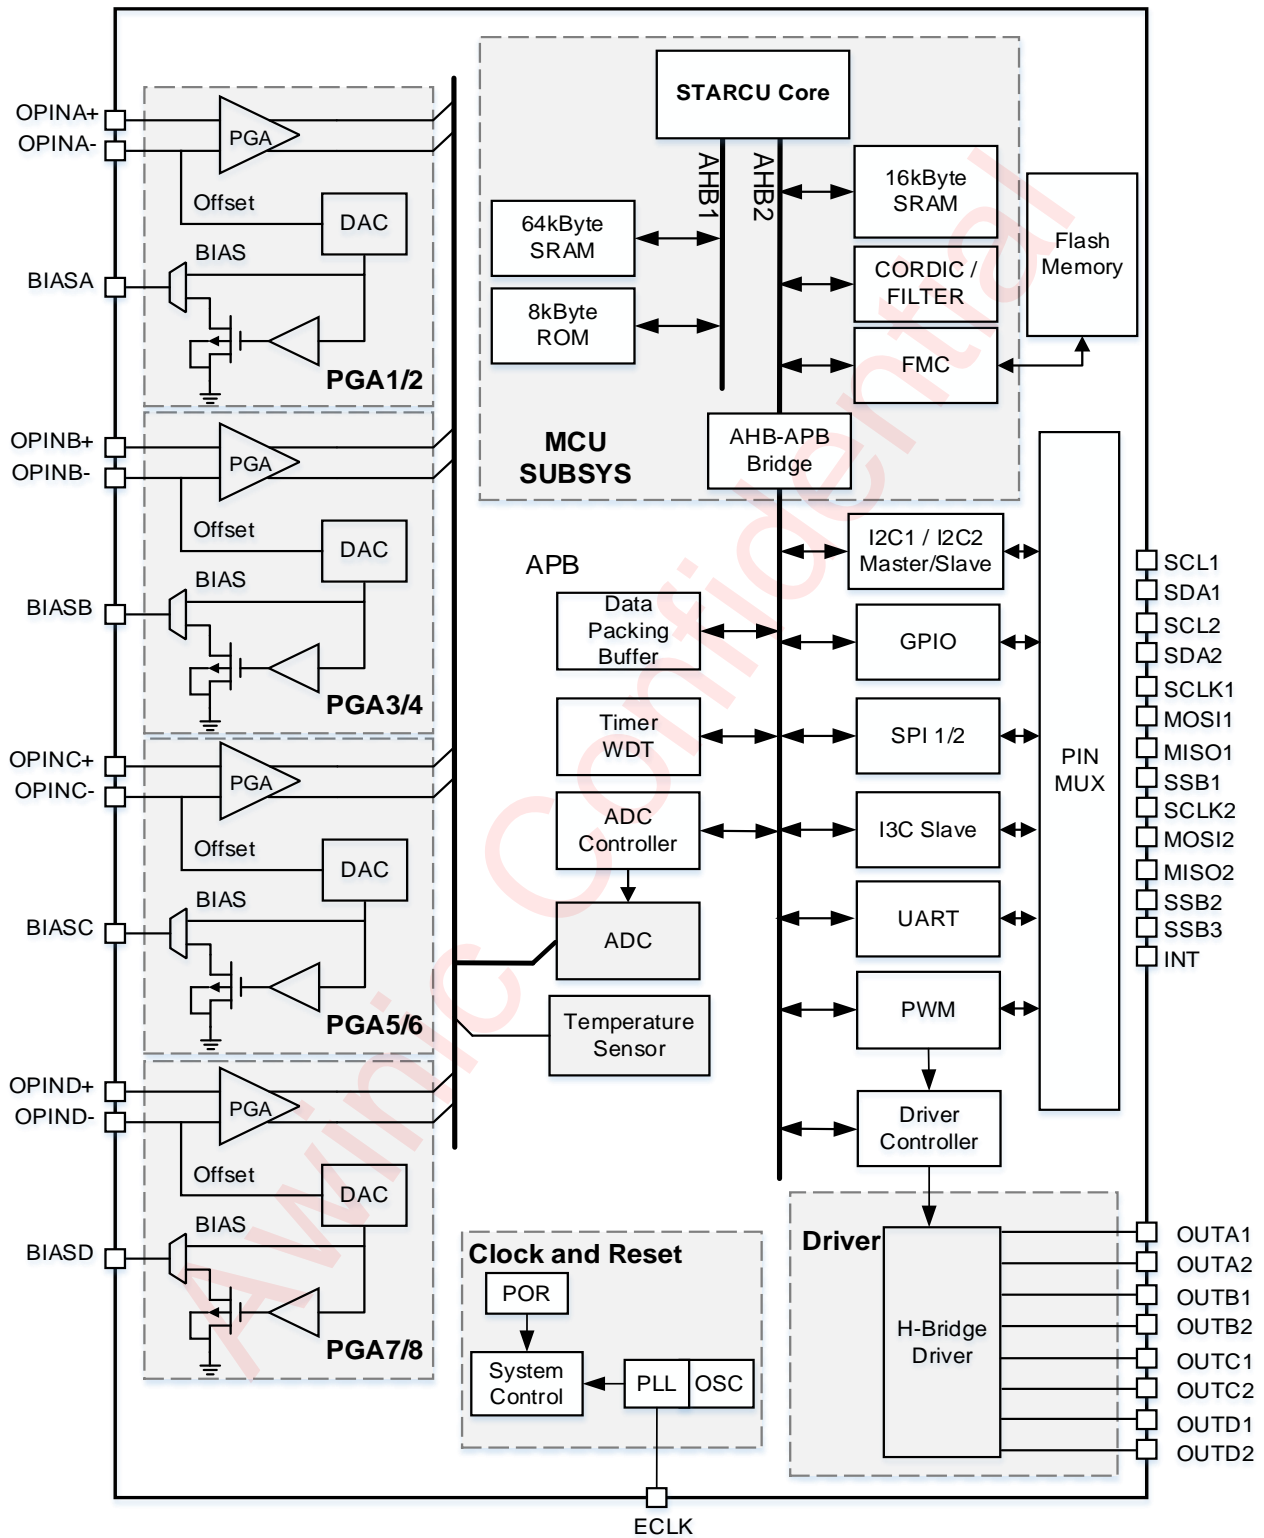 OPINA+
OPINA-
PGA
Offset
DAC
BIAS
BIASA
PGA1/2
OPINB+
OPINB-
PGA
Offset
DAC
BIAS
BIASB
PGA3/4
OPINC+
OPINC-
PGA
Offset
DAC
BIAS
BIASC
PGA5/6
OPIND+
OPIND-
PGA
Offset
DAC
BIAS
BIASD
PGA7/8
STARCU Core
AHB1
AHB2
64kByte
SRAM
8kByte
ROM
16kByte
SRAM
CORDIC /
FILTER
FMC
Flash
Memory
MCU
SUBSYS
AHB-APB
Bridge
APB
Data
Packing
Buffer
Timer
WDT
ADC
Controller
ADC
Temperature
Sensor
I2C1 / I2C2
Master/Slave
GPIO
SPI 1/2
I3C Slave
UART
PWM
Driver
Controller
PIN
MUX
SCL1
SDA1
SCL2
SDA2
SCLK1
MOSI1
MISO1
SSB1
SCLK2
MOSI2
MISO2
SSB2
SSB3
INT
Clock and Reset
POR
System
Control
PLL
OSC
ECLK
Driver
H-Bridge
Driver
OUTA1
OUTA2
OUTB1
OUTB2
OUTC1
OUTC2
OUTD1
OUTD2
Awinic Confidential